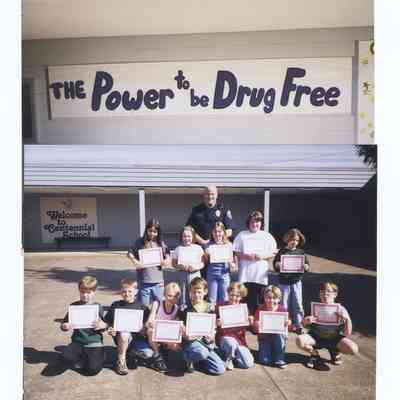 THE Power to be Drug Free
Welcome
to
Centennial
School